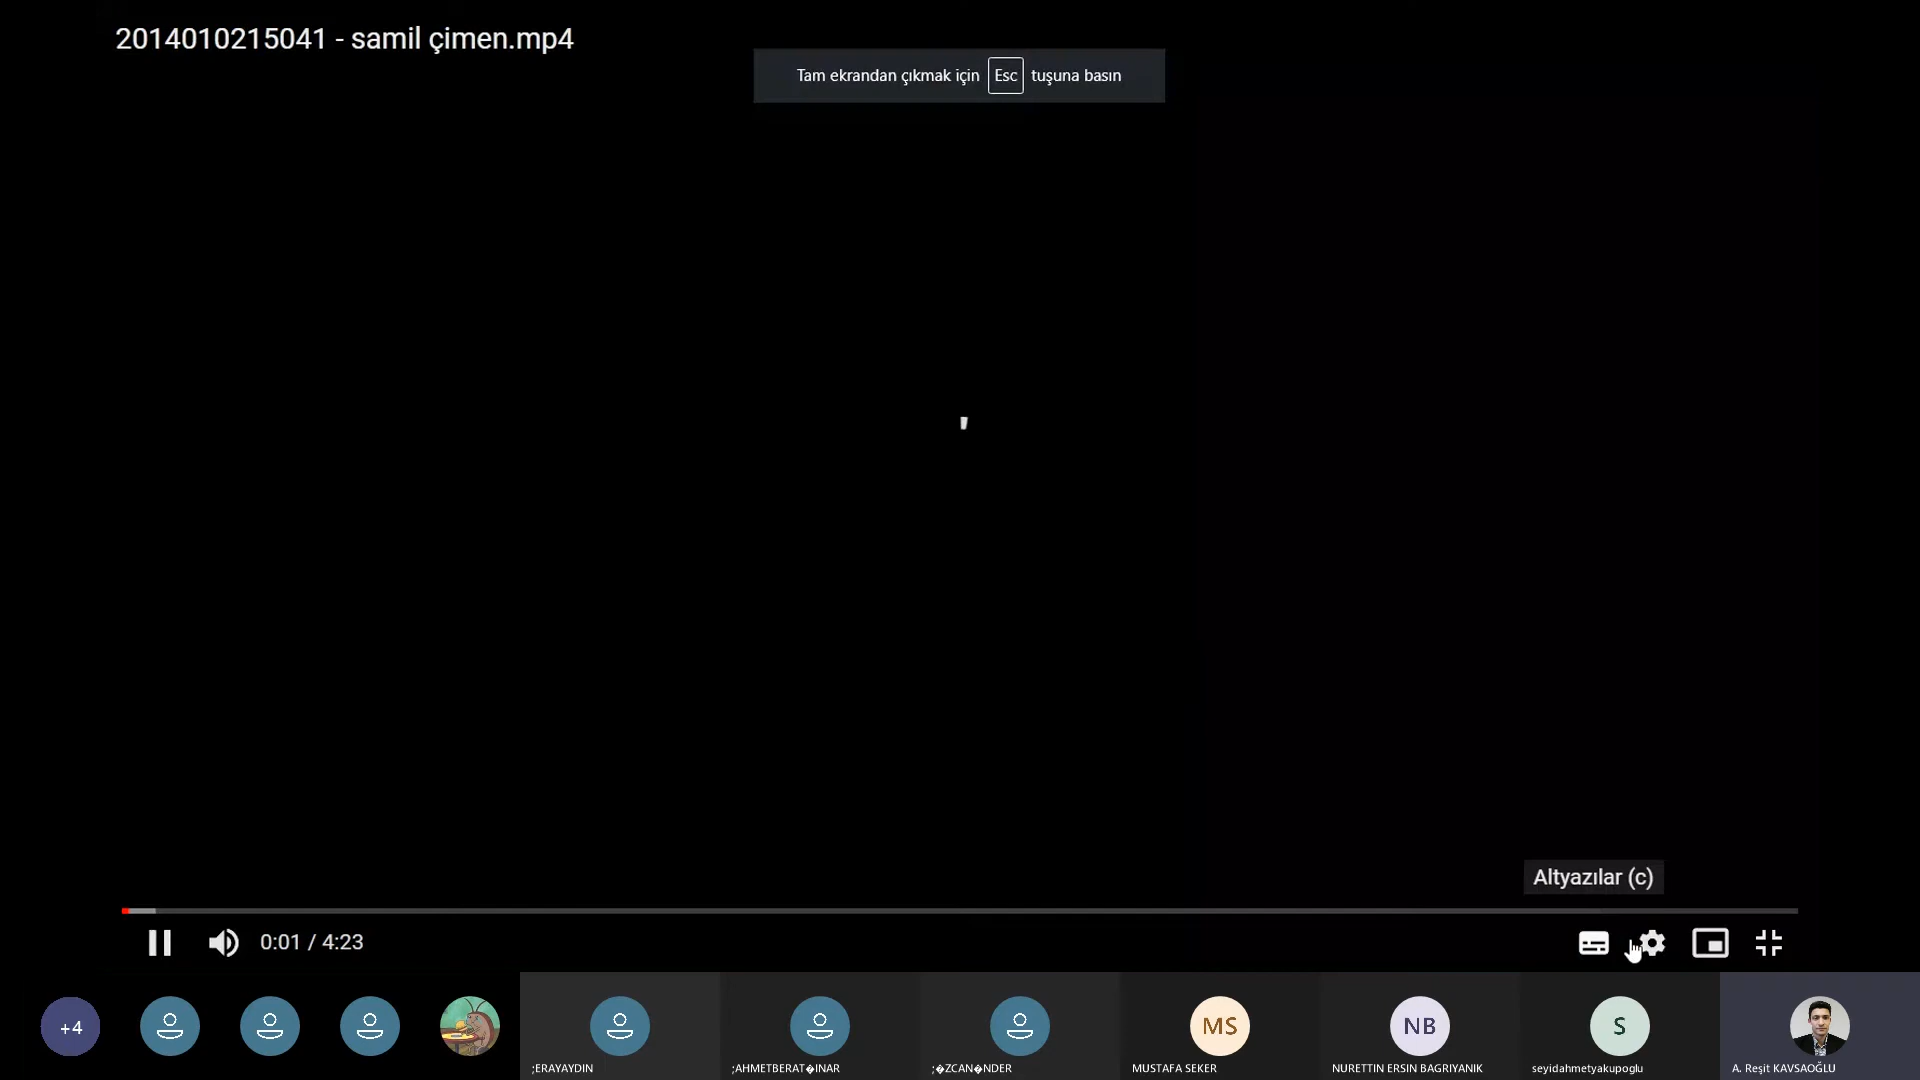 2014010215041 - samil çimen.mp4
Tam ekrandan çıkmak için Esc tuşuna basın
Altyazılar (c)
0:01 / 4:23
+4
MS
NB
S
;ERAYAYDIN
;AHMETBERAT�INAR
;�ZCAN�NDER
MUSTAFA SEKER
NURETTIN ERSIN BAGRIYANIK
seyidahmetyakupoglu
A. Reşit KAVSAOĞLU